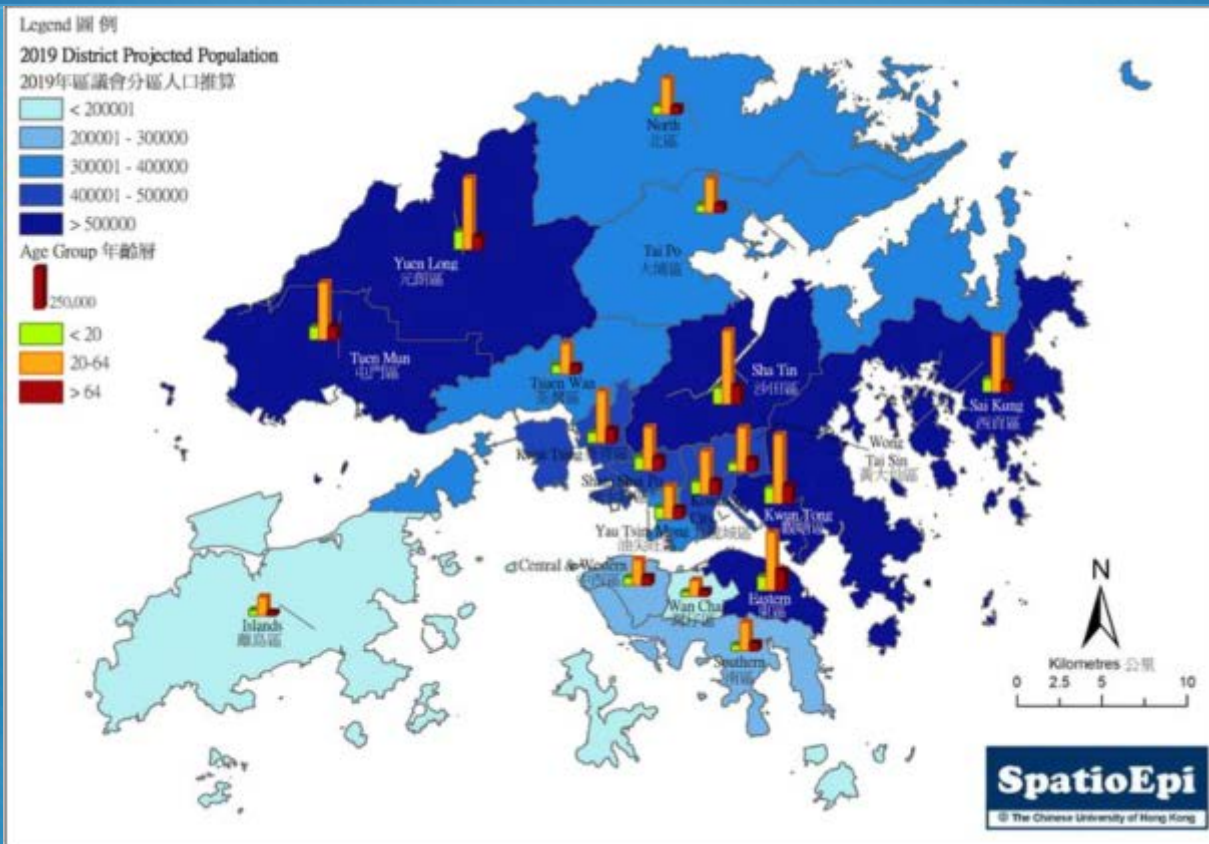 Legend 圖例
2019 District Projected Population
2019年區議會分區人口推算
< 200001
200001 - 300000
300001 - 400000
400001 - 500000
> 500000
Age Group 年齡層
250,000
< 20
20-64
> 64
North
北區
Tai Po
大埔區
Yuen Long
元朗區
Tuen Mun
屯門區
Tsuen Wan
荃灣區
Sha Tin
沙田區
Sai Kung
西貢區
Wong
Tai Sin
黃大仙區
Kwai Tsing
Kwun Tong
觀塘區
Yau Tsim Mong
油尖旺區
Central & Western
中西區
Wan Chai
灣仔區
Eastern
東區
Southern
南區
Islands
離島區
N
Kilometres 公里
0 2.5 5 10
SpatioEpi
© The Chinese University of Hong Kong